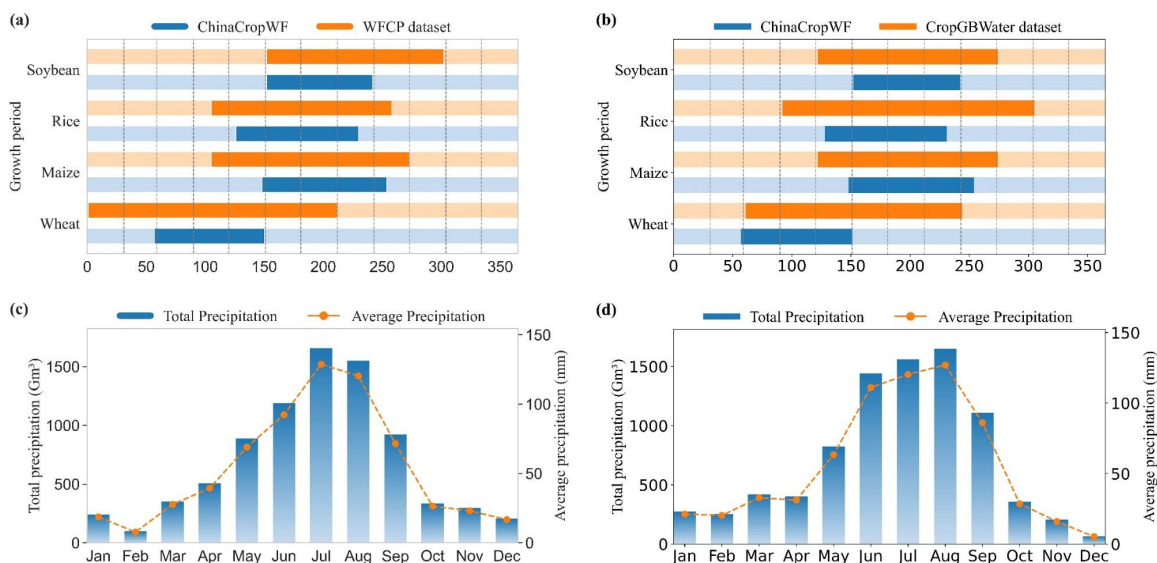 (a) ChinaCropWF WFCP dataset
Growth period
Soybean
Rice
Maize
Wheat
0 50 100 150 200 250 300 350
(b) ChinaCropWF CropGBWater dataset
Growth period
Soybean
Rice
Maize
Wheat
0 50 100 150 200 250 300 350
(c) Total Precipitation Average Precipitation
Total precipitation (Gm³)
1500
1000
500
0
150
100
50
0
Average precipitation (mm)
Jan Feb Mar Apr May Jun Jul Aug Sep Oct Nov Dec
(d) Total Precipitation Average Precipitation
Total precipitation (Gm³)
1500
1000
500
0
150
100
50
0
Average precipitation (mm)
Jan Feb Mar Apr May Jun Jul Aug Sep Oct Nov Dec